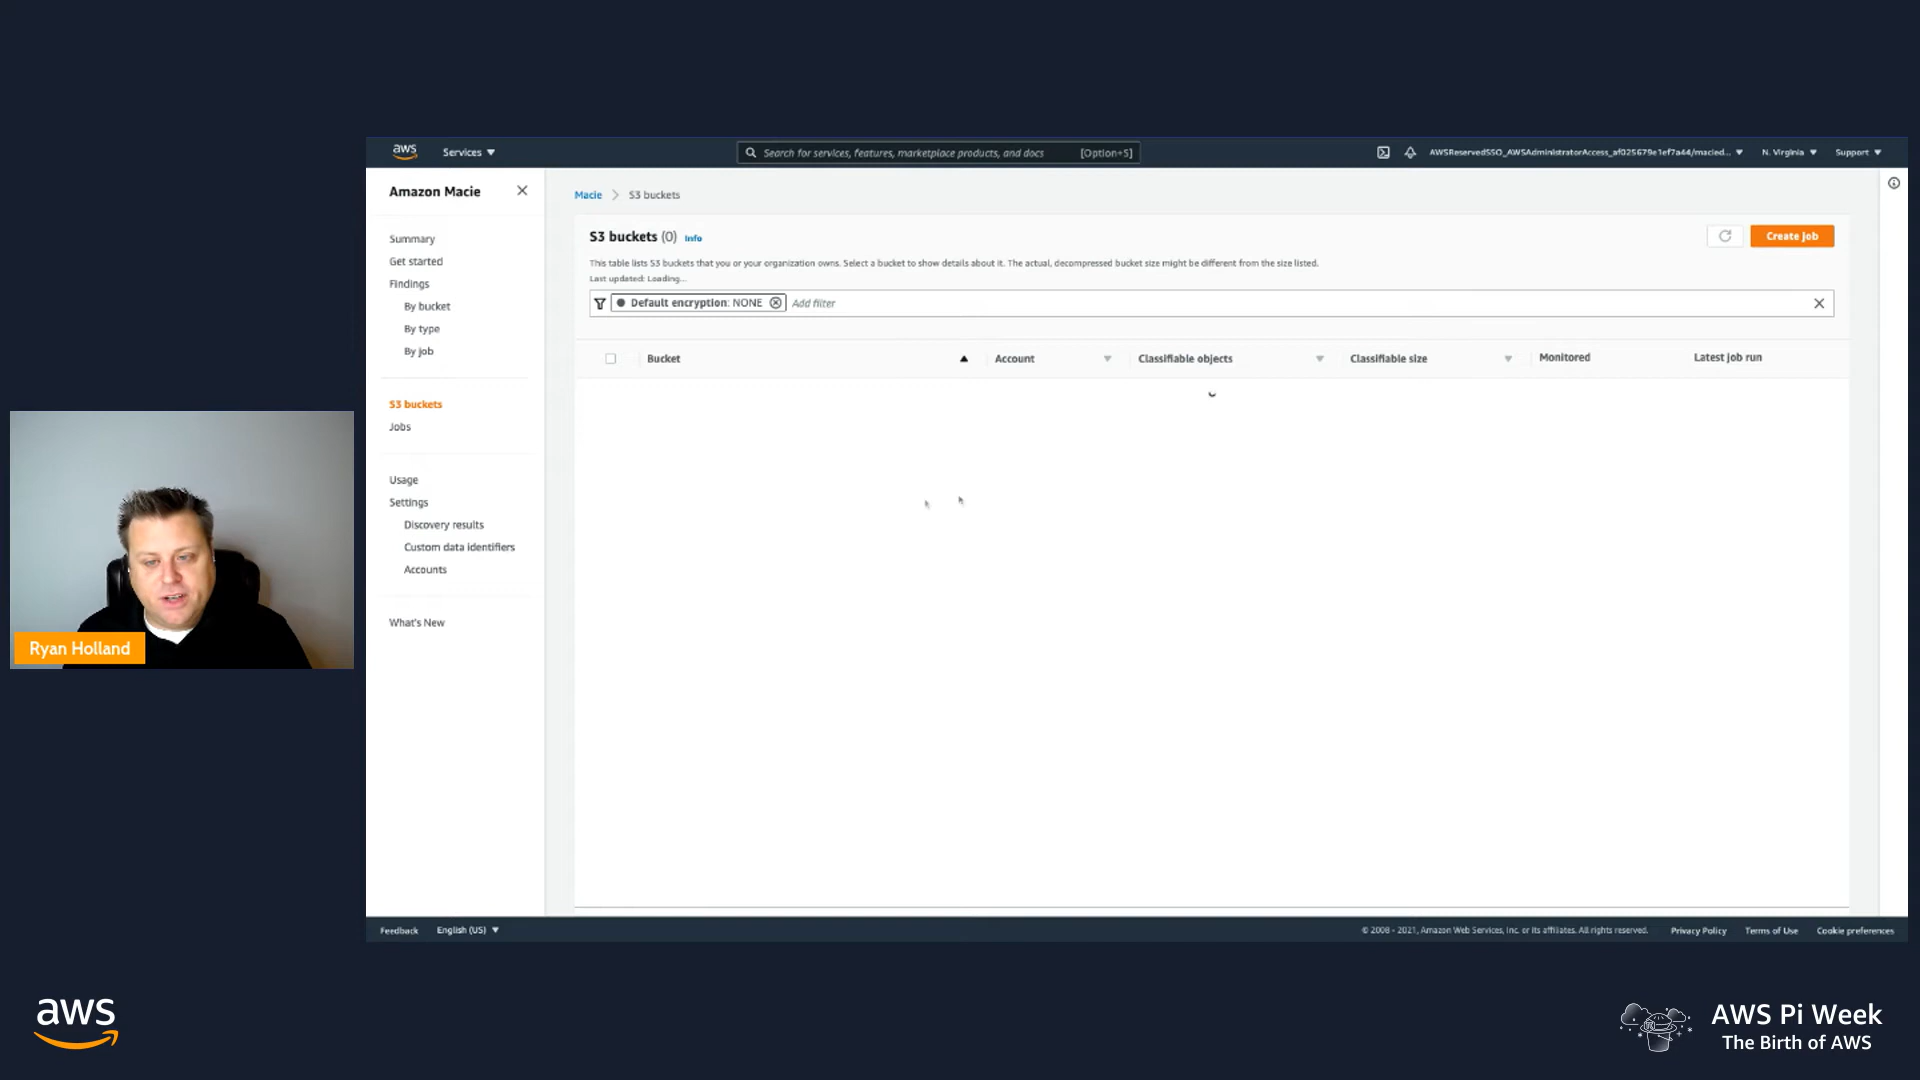 aws
Services
Search for services, features, marketplace products, and docs
[Option+S]
AWSReservedSSO_AWSAdministratorAccess_af025679e1ef7a44/macied...
N. Virginia
Support
Amazon Macie
Summary
Get started
Findings
By bucket
By type
By job
S3 buckets
Jobs
Usage
Settings
Discovery results
Custom data identifiers
Accounts
What's New
Macie
S3 buckets
S3 buckets (0) Info
Create job
This table lists S3 buckets that you or your organization owns. Select a bucket to show details about it. The actual, decompressed bucket size might be different from the size listed.
Last updated: Loading...
Default encryption: NONE
Add filter
Bucket
Account
Classifiable objects
Classifiable size
Monitored
Latest job run
Ryan Holland
Feedback
English (US)
© 2008 - 2021, Amazon Web Services, Inc. or its affiliates. All rights reserved.
Privacy Policy
Terms of Use
Cookie preferences
aws
AWS Pi Week
The Birth of AWS